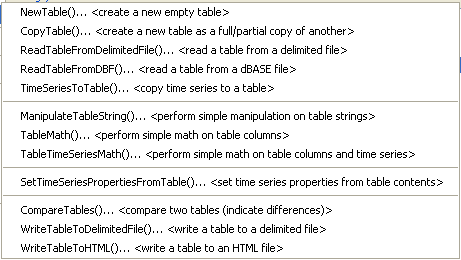 NewTable()... <create a new empty table>
CopyTable()... <create a new table as a full/partial copy of another>
ReadTableFromDelimitedFile()... <read a table from a delimited file>
ReadTableFromDBF()... <read a table from a dBASE file>
TimeSeriesToTable()... <copy time series to a table>
ManipulateTableString()... <perform simple manipulation on table strings>
TableMath()... <perform simple math on table columns>
TableTimeSeriesMath()... <perform simple math on table columns and time series>
SetTimeSeriesPropertiesFromTable()... <set time series properties from table contents>
CompareTables()... <compare two tables (indicate differences)>
WriteTableToDelimitedFile()... <write a table to a delimited file>
WriteTableToHTML()... <write a table to an HTML file>